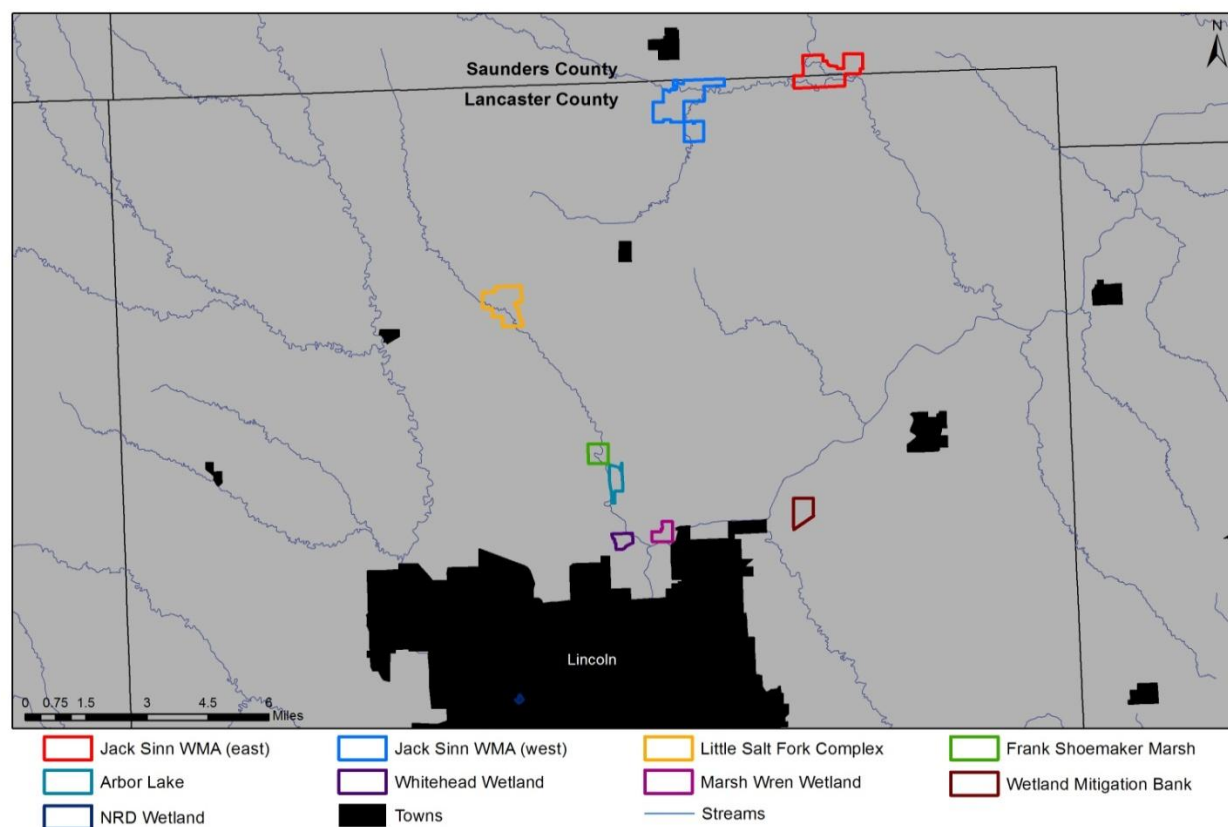 N
Saunders County
Lancaster County
Lincoln
0 0.75 1.5 3 4.5 6
Miles
Jack Sinn WMA (east) Jack Sinn WMA (west) Little Salt Fork Complex Frank Shoemaker Marsh
Arbor Lake Whitehead Wetland Marsh Wren Wetland Wetland Mitigation Bank
NRD Wetland Towns Streams